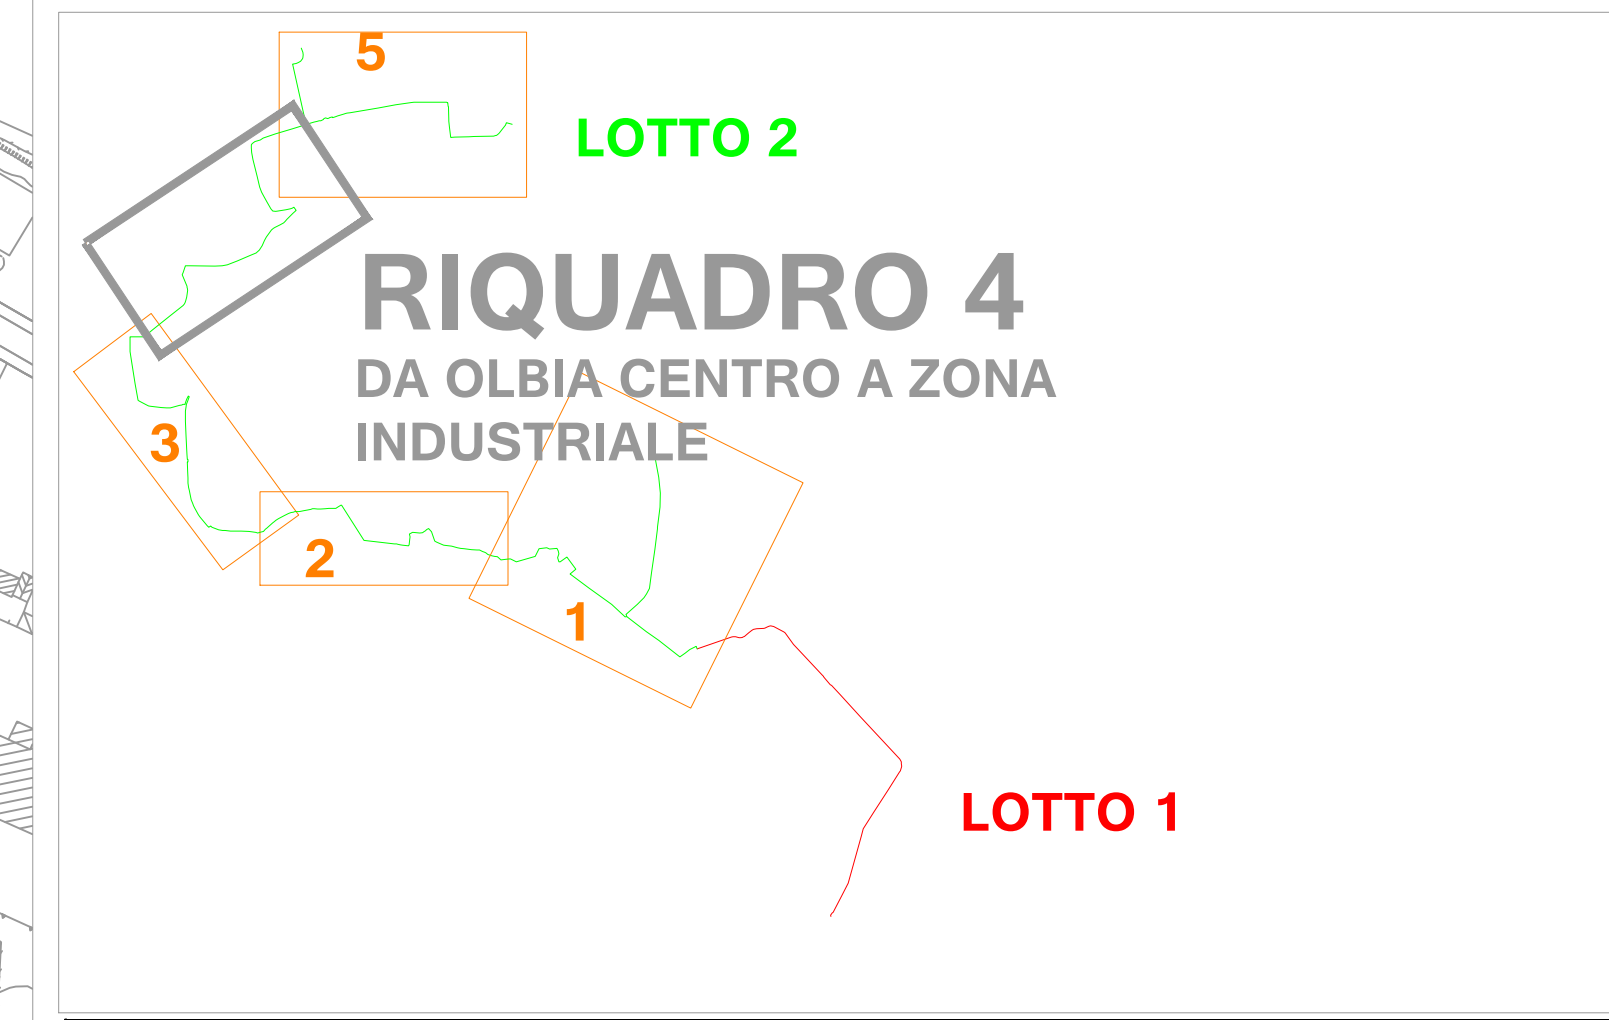 5
LOTTO 2
RIQUADRO 4
DA OLBIA CENTRO A ZONA
INDUSTRIALE
3
2
1
LOTTO 1